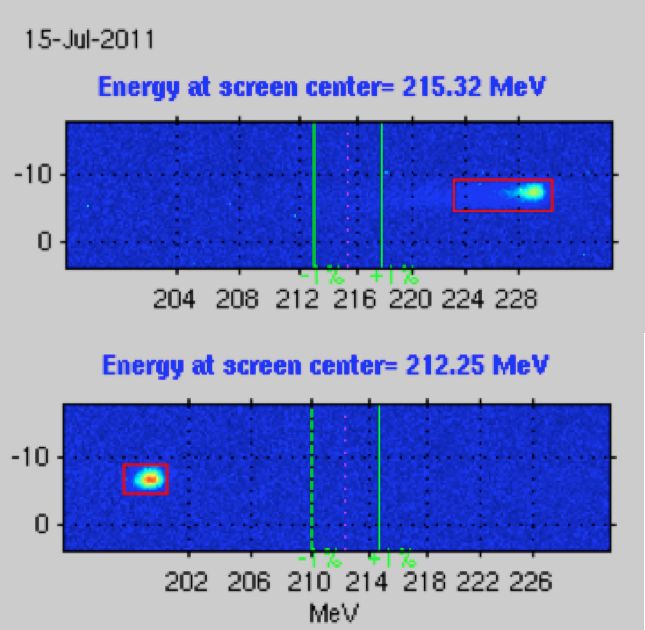 15-Jul-2011
Energy at screen center= 215.32 MeV
-10
0
-1 % +1 %
204 208 212 216 220 224 228
Energy at screen center= 212.25 MeV
-10
0
-1 % +1 %
202 206 210 214 218 222 226
MeV